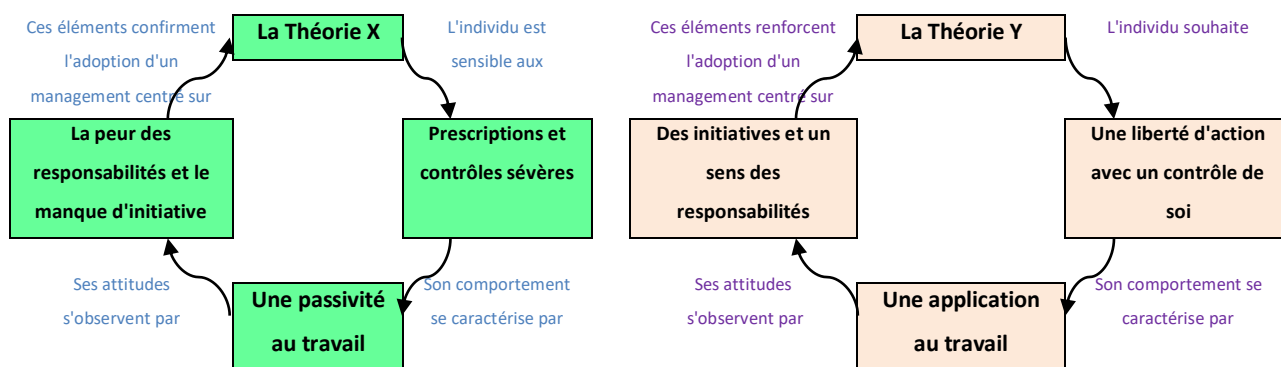 Ces éléments confirment
l'adoption d'un
management centré sur
La Théorie X
L'individu est
sensible aux
La peur des
responsabilités et le
manque d'initiative
Prescriptions et
contrôles sévères
Ses attitudes
s'observent par
Une passivité
au travail
Son comportement
se caractérise par
Ces éléments renforcent
l'adoption d'un
management centré sur
La Théorie Y
L'individu souhaite
Des initiatives et un
sens des
responsabilités
Une liberté d'action
avec un contrôle de
soi
Ses attitudes
s'observent par
Une application
au travail
Son comportement se
caractérise par